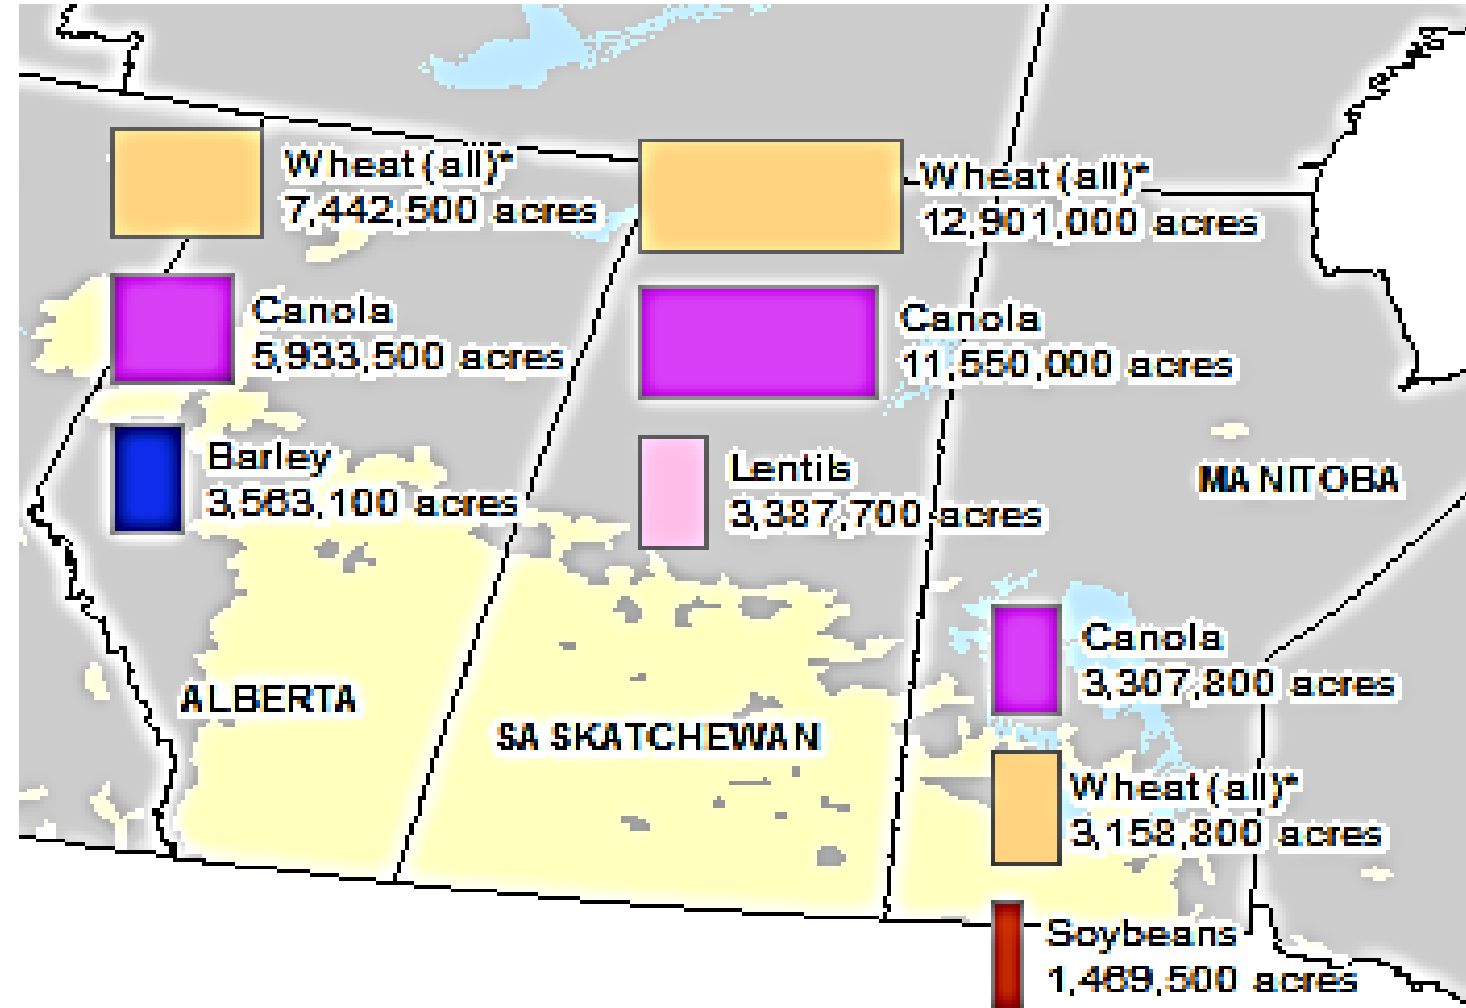 Wheat (all)*
7,442,500 acres
Canola
5,933,500 acres
Barley
3,563,100 acres
ALBERTA
Wheat (all)*
12,901,000 acres
Canola
11,550,000 acres
Lentils
3,387,700 acres
SASKATCHEWAN
MANITOBA
Canola
3,307,800 acres
Wheat (all)*
3,158,800 acres
Soybeans
1,469,500 acres